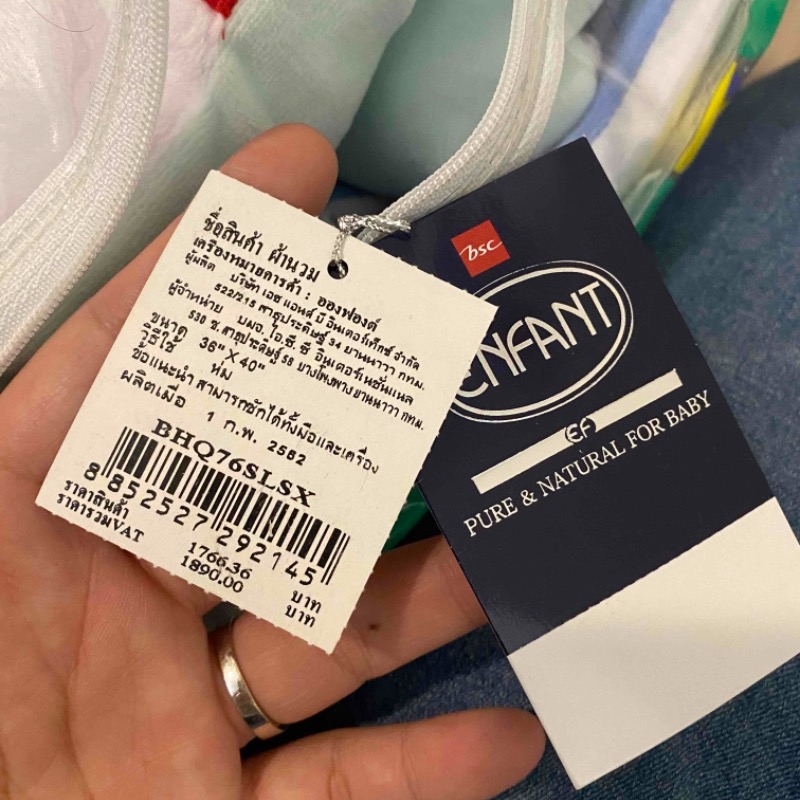 ชื่อสินค้า ผ้านวม
เครื่องหมายการค้า : อองฟองต์
ผู้ผลิต บริษัท เอช แอนด์ บี อินเตอร์เท็กซ์ จำกัด
522/215 สาธุประดิษฐ์ 34 ยานนาวา กทม.
ผู้จำหน่าย บมจ. ไอ.ซี.ซี อินเตอร์เนชั่นแนล
530 ซ.สาธุประดิษฐ์ 58 บางโพงพาง ยานนาวา กทม.
ขนาด 36" X 40"
วิธีใช้ ห่ม
ข้อแนะนำ สามารถซักได้ทั้งมือและเครื่อง
ผลิตเมื่อ 1 ก.พ. 2562
BHQ76SLSX
8 852527 292145
ราคาสินค้า 1766.36 บาท
ราคารวมVAT 1890.00 บาท
bsc
ENFANT
EF
PURE & NATURAL FOR BABY